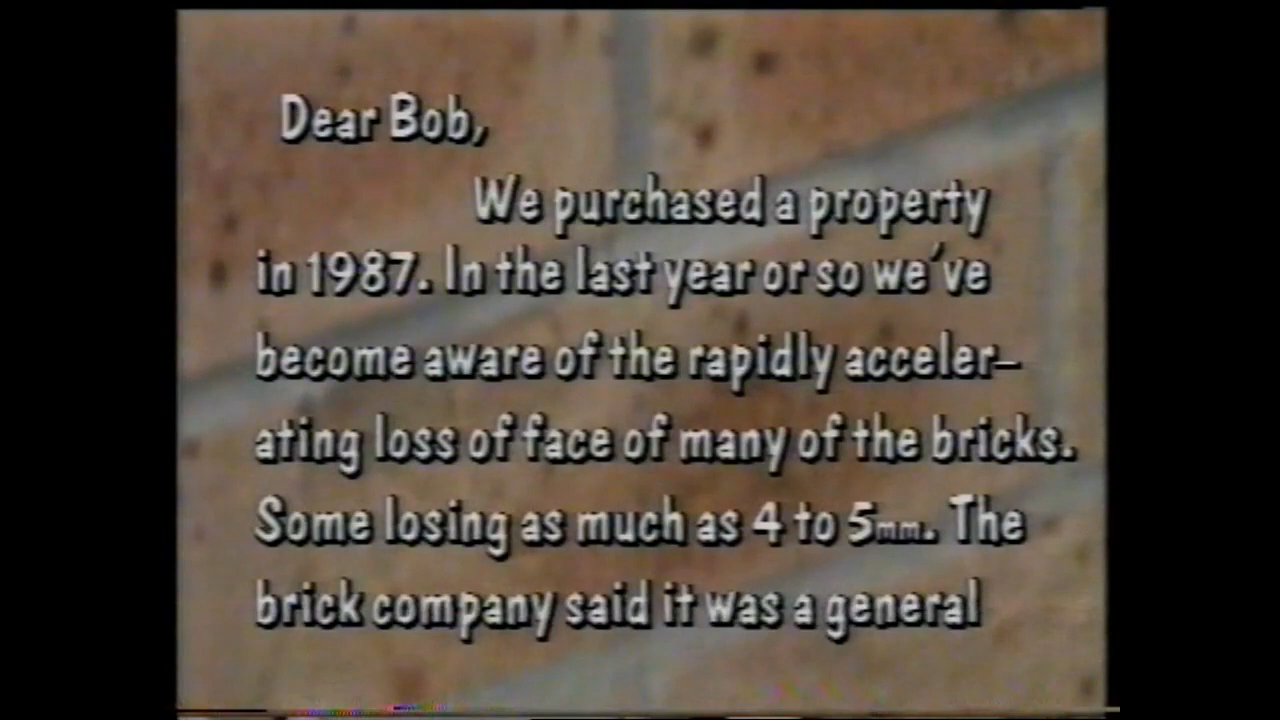 Dear Bob,
We purchased a property
in 1987. In the last year or so we've
become aware of the rapidly acceler-
ating loss of face of many of the bricks.
Some losing as much as 4 to 5mm. The
brick company said it was a general